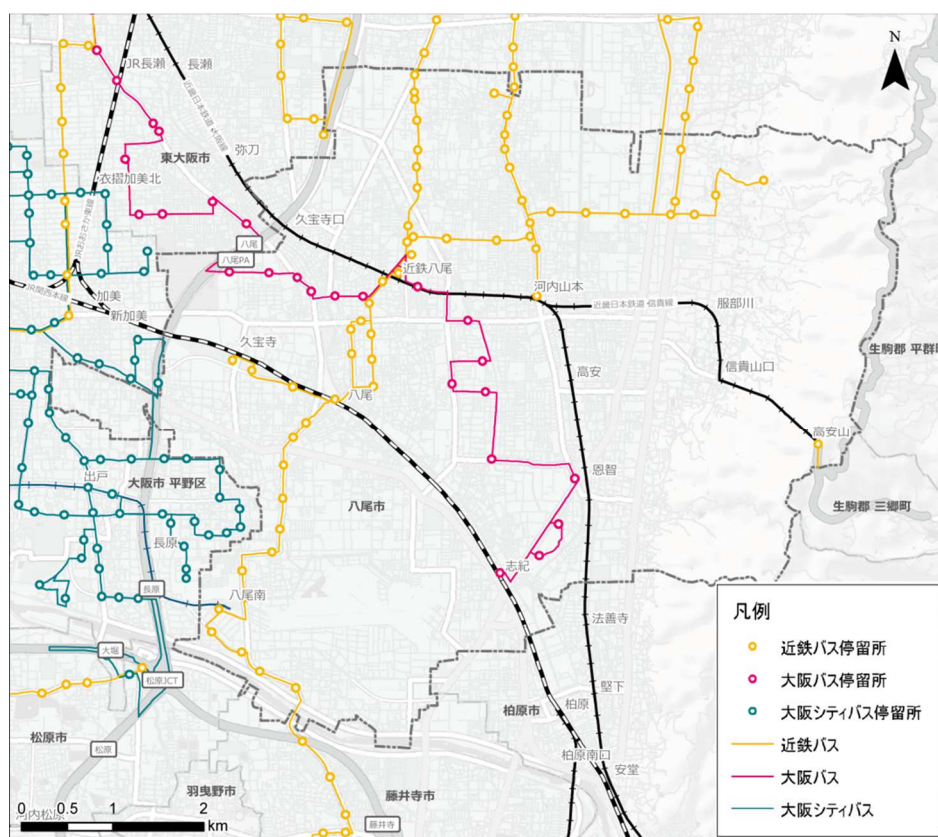 N
JR長瀬
長瀬
近畿日本鉄道 大阪線
弥刀
東大阪市
衣摺加美北
久宝寺口
JRおおさか東線
八尾
八尾PA
近鉄八尾
河内山本
JR関西本線
加美
新加美
近畿日本鉄道 信貴線
服部川
久宝寺
生駒郡 平群町
信貴山口
高安
八尾
高安山
恩智
出戸
大阪市 平野区
八尾市
生駒郡 三郷町
長原
志紀
長原
八尾南
法善寺
大堀
松原JCT
堅下
柏原市
柏原
松原市
松原
柏原南口
安堂
羽曳野市
藤井寺市
河内松原
藤井寺
0 0.5 1 2
km
凡例
近鉄バス停留所
大阪バス停留所
大阪シティバス停留所
近鉄バス
大阪バス
大阪シティバス